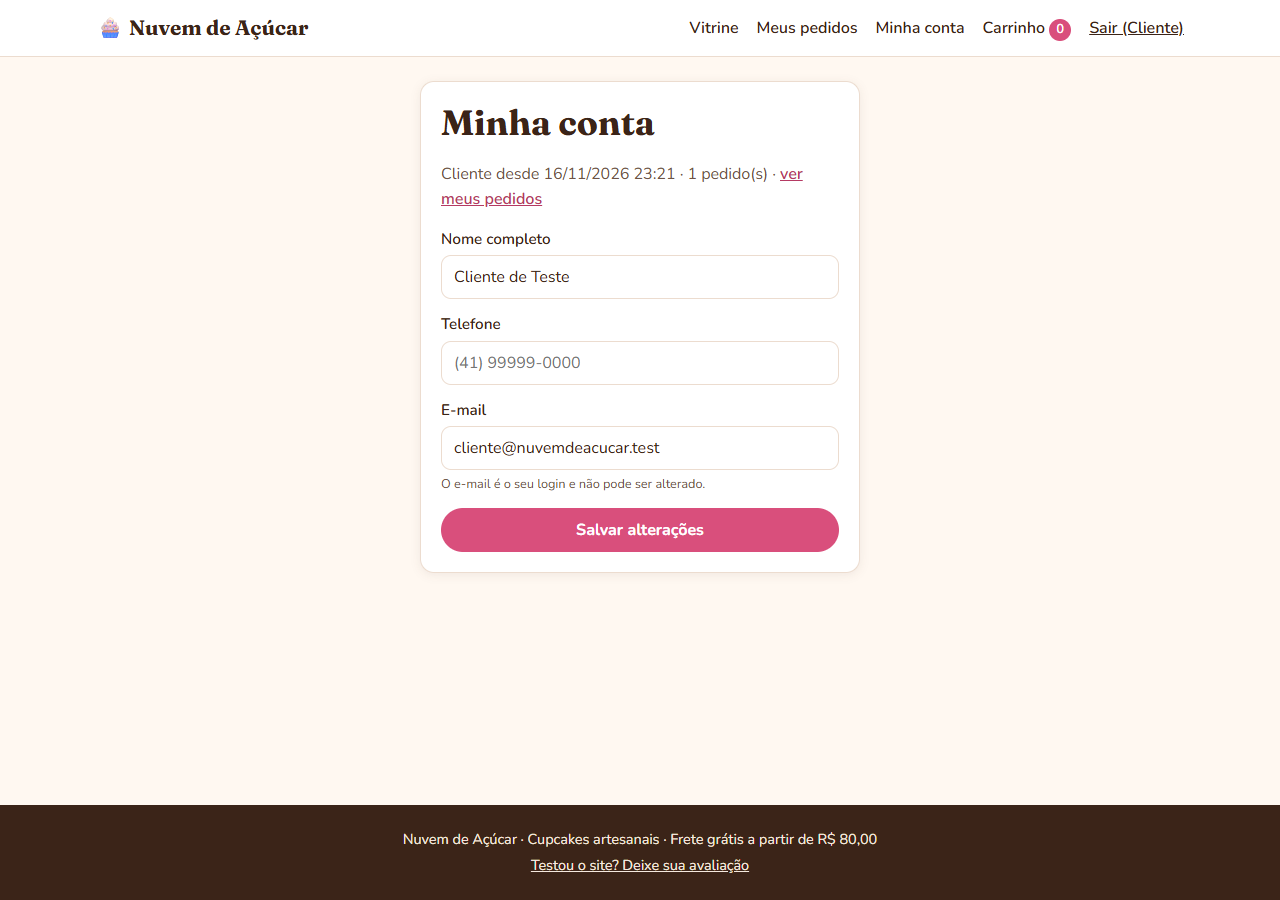 Nuvem de Açúcar
Vitrine Meus pedidos Minha conta Carrinho 0 Sair (Cliente)
Minha conta
Cliente desde 16/11/2026 23:21 · 1 pedido(s) · ver
meus pedidos
Nome completo
Cliente de Teste
Telefone
(41) 99999-0000
E-mail
cliente@nuvemdeacucar.test
O e-mail é o seu login e não pode ser alterado.
Salvar alterações
Nuvem de Açúcar · Cupcakes artesanais · Frete grátis a partir de R$ 80,00
Testou o site? Deixe sua avaliação